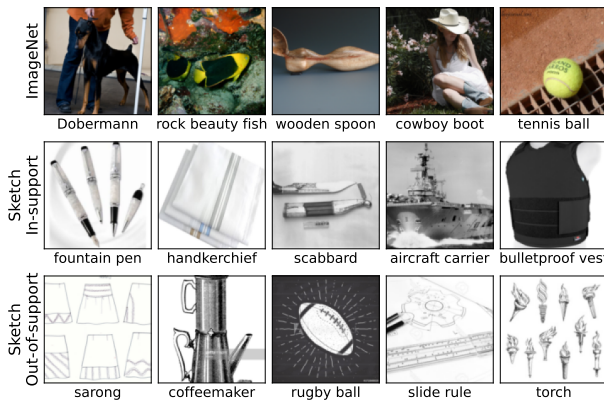 ImageNet
Dobermann
rock beauty fish
wooden spoon
cowboy boot
tennis ball
Sketch
In-support
fountain pen
handkerchief
scabbard
aircraft carrier
bulletproof vest
Sketch
Out-of-support
sarong
coffeemaker
rugby ball
slide rule
torch